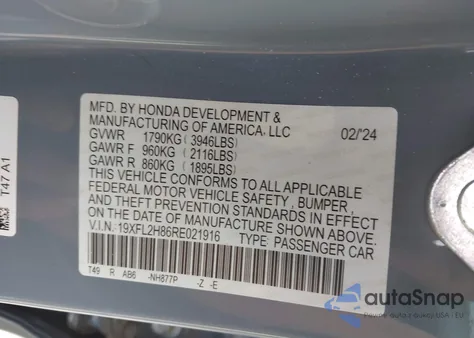 MFD. BY HONDA DEVELOPMENT &
MANUFACTURING OF AMERICA, LLC 02/'24
GVWR 1790KG (3946LBS)
GAWR F 960KG (2116LBS)
GAWR R 860KG (1895LBS)
THIS VEHICLE CONFORMS TO ALL APPLICABLE
FEDERAL MOTOR VEHICLE SAFETY, BUMPER,
AND THEFT PREVENTION STANDARDS IN EFFECT
ON THE DATE OF MANUFACTURE SHOWN ABOVE.
V.I.N.:19XFL2H86RE021916 TYPE: PASSENGER CAR
T49 R AB6 -NH877P -Z -E
T47 A1
autoSnap